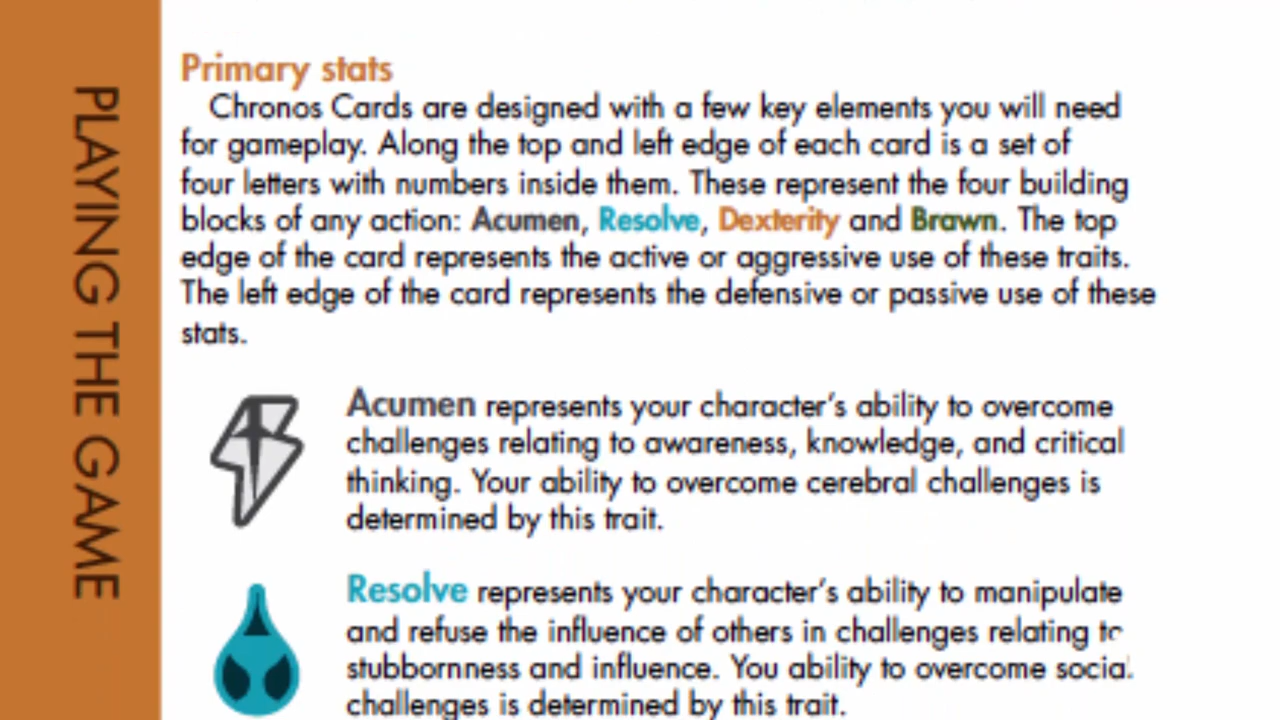 PLAYING THE GAME
Primary stats
Chronos Cards are designed with a few key elements you will need
for gameplay. Along the top and left edge of each card is a set of
four letters with numbers inside them. These represent the four building
blocks of any action: Acumen, Resolve, Dexterity and Brawn. The top
edge of the card represents the active or aggressive use of these traits.
The left edge of the card represents the defensive or passive use of these
stats.
Acumen represents your character's ability to overcome
challenges relating to awareness, knowledge, and critical
thinking. Your ability to overcome cerebral challenges is
determined by this trait.
Resolve represents your character's ability to manipulate
and refuse the influence of others in challenges relating to
stubbornness and influence. You ability to overcome social
challenges is determined by this trait.